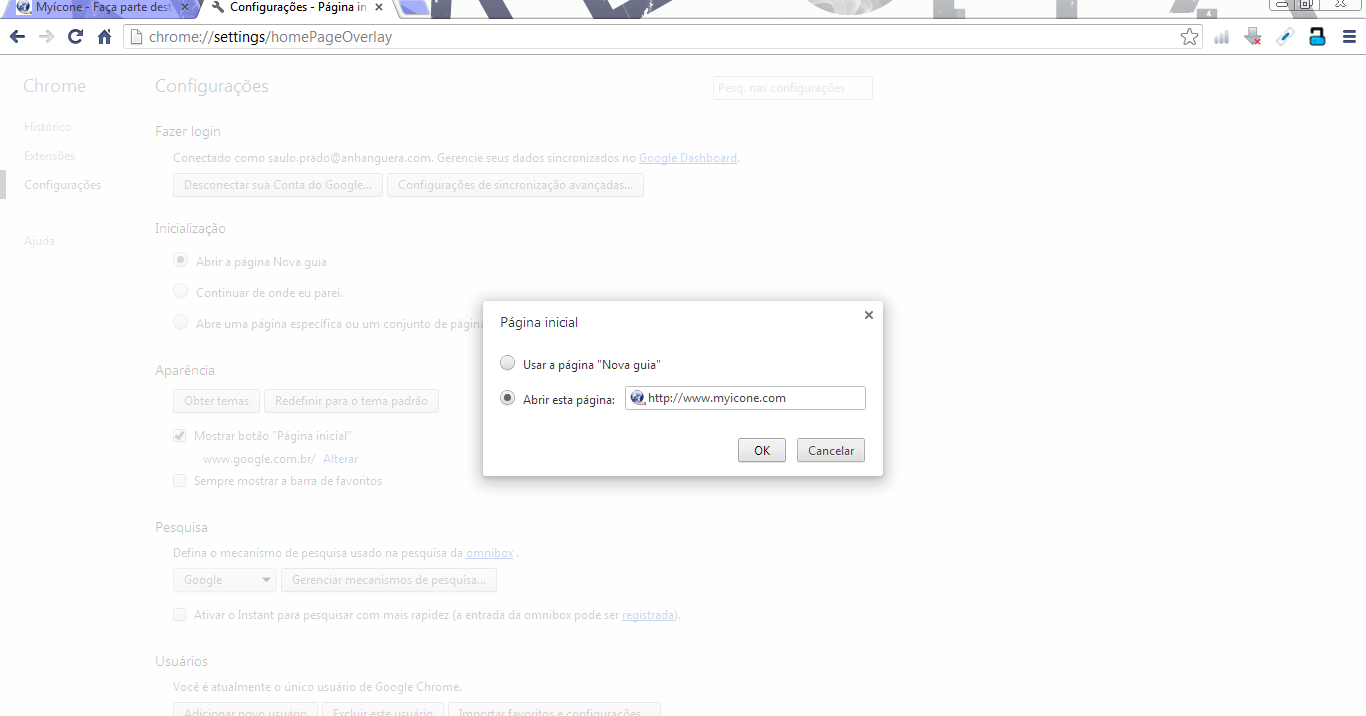 Myícone - Faça parte dest
Configurações - Página in
chrome://settings/homePageOverlay
Chrome
Configurações
Pesq. nas configurações
Histórico
Extensões
Configurações
Ajuda
Fazer login
Conectado como saulo.prado@anhanguera.com. Gerencie seus dados sincronizados no Google Dashboard.
Desconectar sua Conta do Google... Configurações de sincronização avançadas...
Inicialização
Abrir a página Nova guia
Continuar de onde eu parei.
Abre uma página específica ou um conjunto de página
Página inicial
Usar a página "Nova guia"
Abrir esta página: http://www.myicone.com
OK Cancelar
Aparência
Obter temas Redefinir para o tema padrão
Mostrar botão "Página inicial"
www.google.com.br/ Alterar
Sempre mostrar a barra de favoritos
Pesquisa
Defina o mecanismo de pesquisa usado na pesquisa da omnibox .
Google Gerenciar mecanismos de pesquisa...
Ativar o Instant para pesquisar com mais rapidez (a entrada da omnibox pode ser registrada).
Usuários
Você é atualmente o único usuário de Google Chrome.
Adicionar novo usuário Excluir este usuário Importar favoritos e configurações...